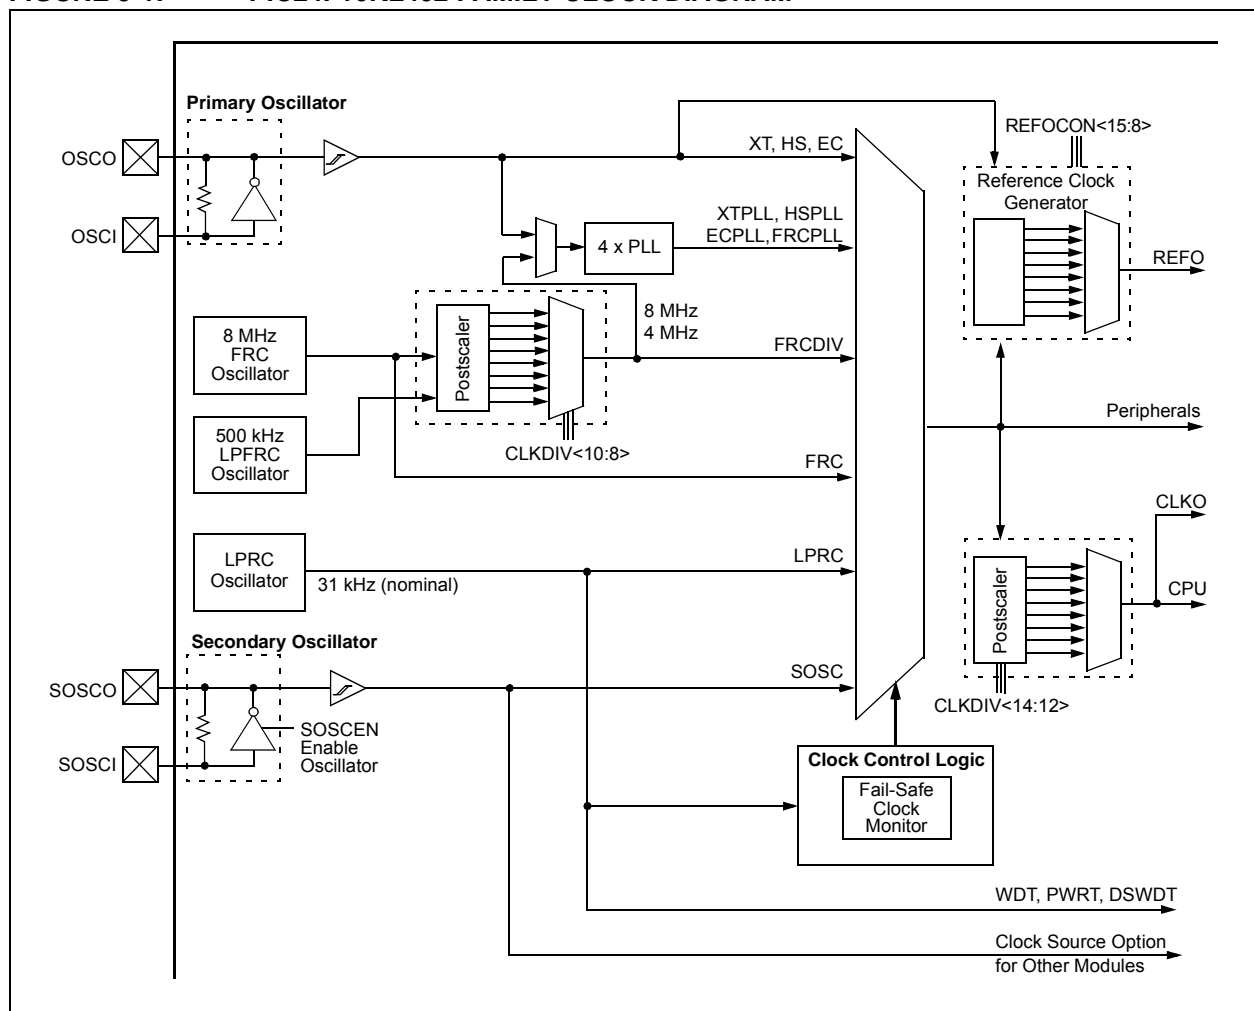 Primary Oscillator
REFOCON<15:8>
OSCO
XT, HS, EC
Reference Clock
Generator
OSCI
XTPLL, HSPLL
ECPLL,FRCPLL
4 x PLL
REFO
8 MHz
4 MHz
8 MHz
FRC
Oscillator
Postscaler
FRCDIV
Peripherals
500 kHz
LPFRC
Oscillator
CLKDIV<10:8>
FRC
CLKO
LPRC
Oscillator
31 kHz (nominal)
LPRC
Postscaler
CPU
Secondary Oscillator
SOSCO
SOSC
CLKDIV<14:12>
SOSCEN
Enable
Oscillator
SOSCI
Clock Control Logic
Fail-Safe
Clock
Monitor
WDT, PWRT, DSWDT
Clock Source Option
for Other Modules